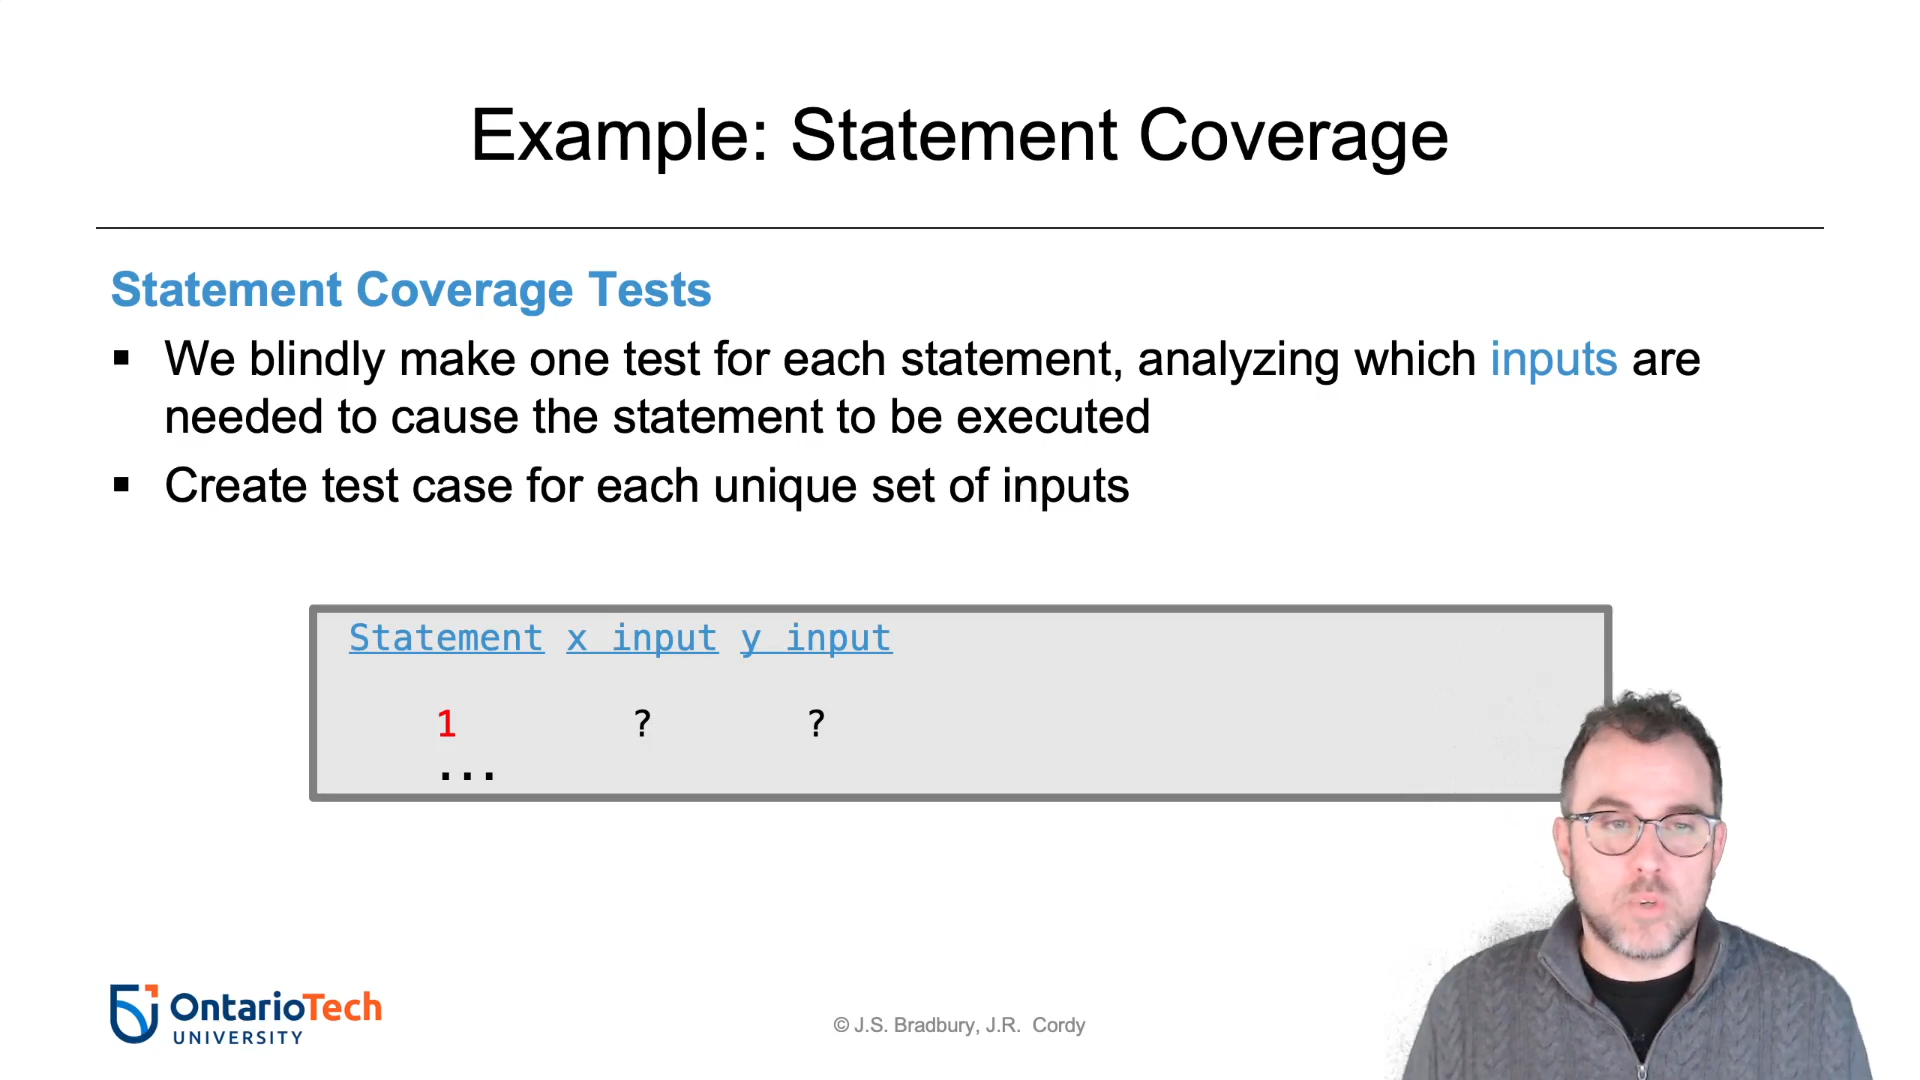 Example: Statement Coverage
Statement Coverage Tests
▪ We blindly make one test for each statement, analyzing which inputs are
needed to cause the statement to be executed
▪ Create test case for each unique set of inputs
Statement x input y input
1 ? ?
...
OntarioTech
UNIVERSITY
© J.S. Bradbury, J.R. Cordy